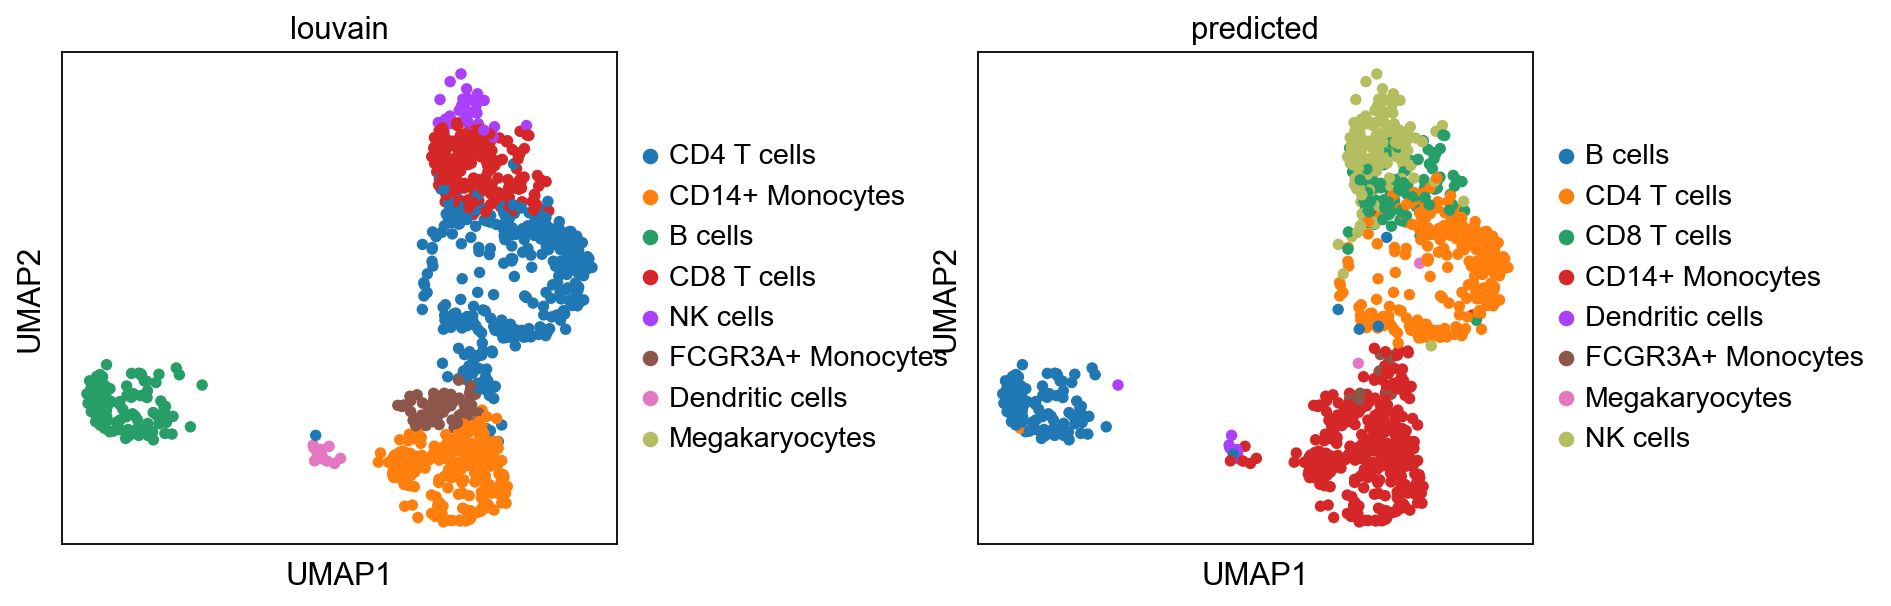 louvain
UMAP2
UMAP1
CD4 T cells
CD14+ Monocytes
B cells
CD8 T cells
NK cells
FCGR3A+ Monocytes
Dendritic cells
Megakaryocytes
predicted
UMAP2
UMAP1
B cells
CD4 T cells
CD8 T cells
CD14+ Monocytes
Dendritic cells
FCGR3A+ Monocytes
Megakaryocytes
NK cells